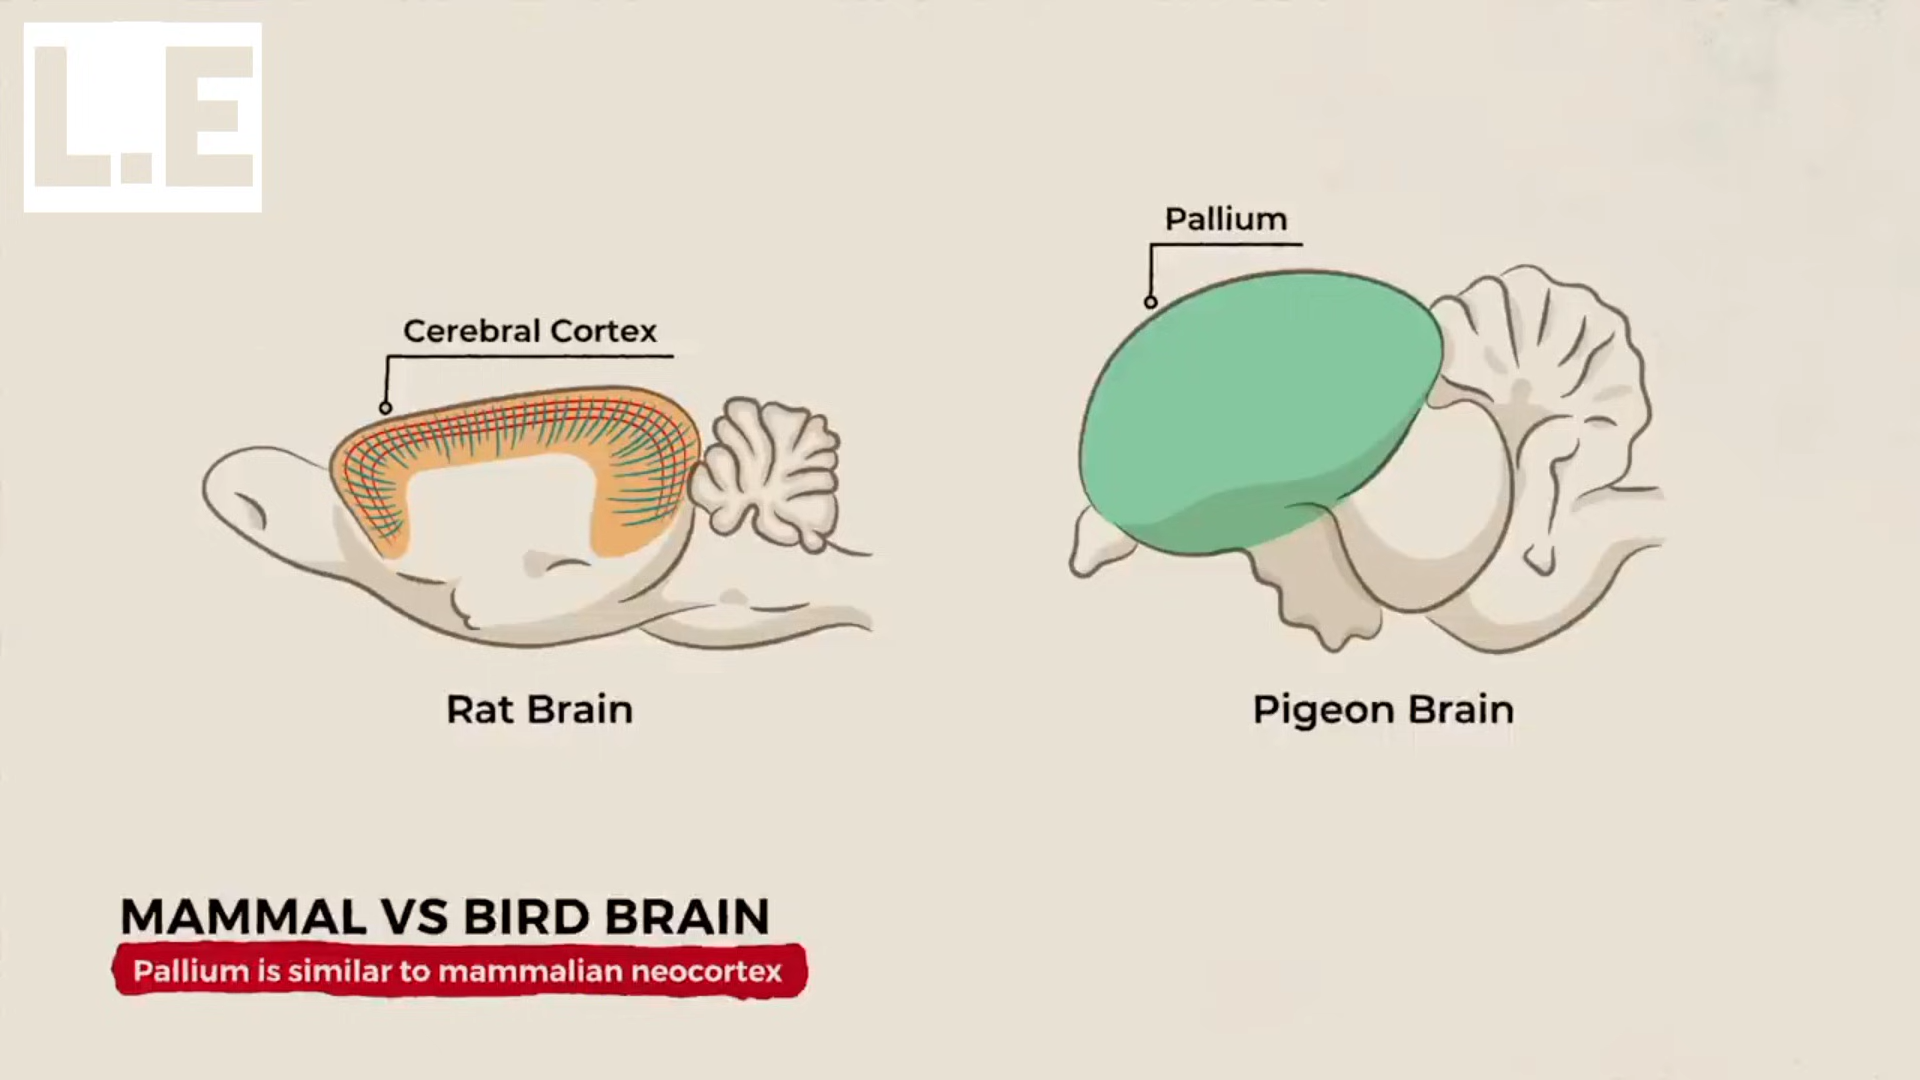 L.E
Pallium
Cerebral Cortex
Rat Brain
Pigeon Brain
MAMMAL VS BIRD BRAIN
Pallium is similar to mammalian neocortex